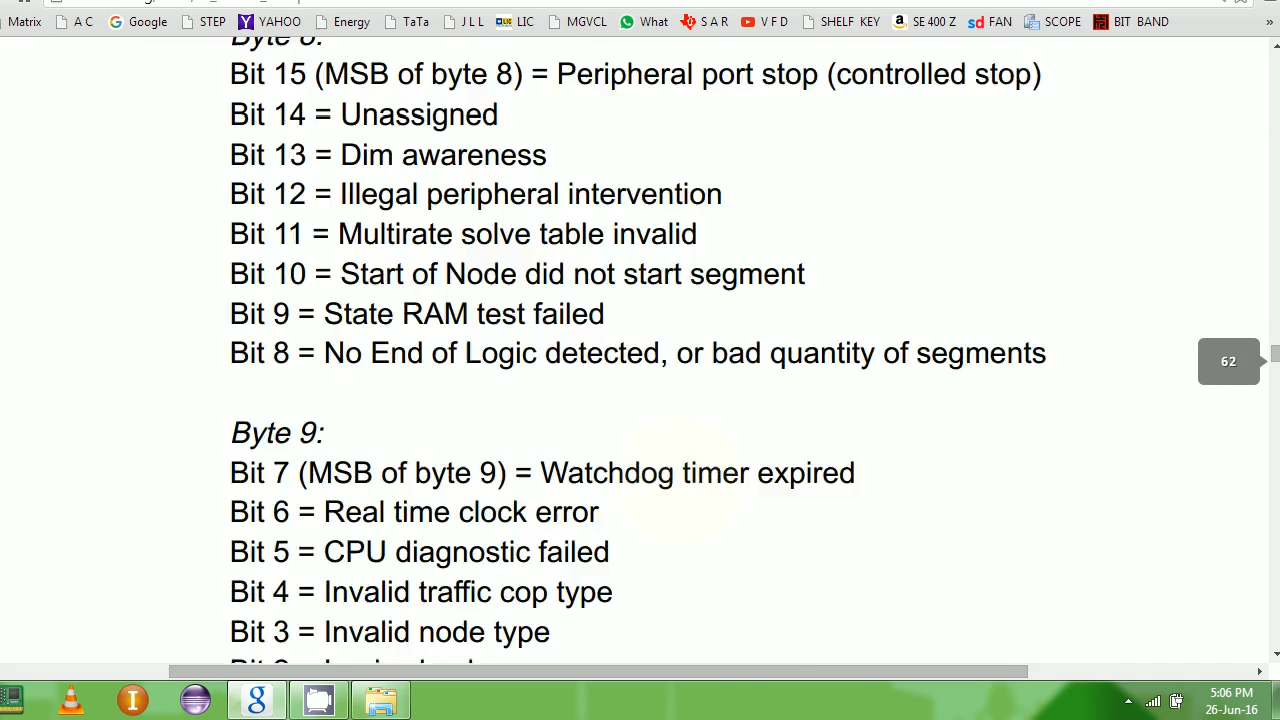 Matrix A C Google STEP YAHOO Energy TaTa J L L LIC MGVCL What S A R V F D SHELF KEY SE 400 Z FAN SCOPE BIT BAND »
Byte 8:
Bit 15 (MSB of byte 8) = Peripheral port stop (controlled stop)
Bit 14 = Unassigned
Bit 13 = Dim awareness
Bit 12 = Illegal peripheral intervention
Bit 11 = Multirate solve table invalid
Bit 10 = Start of Node did not start segment
Bit 9 = State RAM test failed
Bit 8 = No End of Logic detected, or bad quantity of segments
62
Byte 9:
Bit 7 (MSB of byte 9) = Watchdog timer expired
Bit 6 = Real time clock error
Bit 5 = CPU diagnostic failed
Bit 4 = Invalid traffic cop type
Bit 3 = Invalid node type
5:06 PM
26-Jun-16